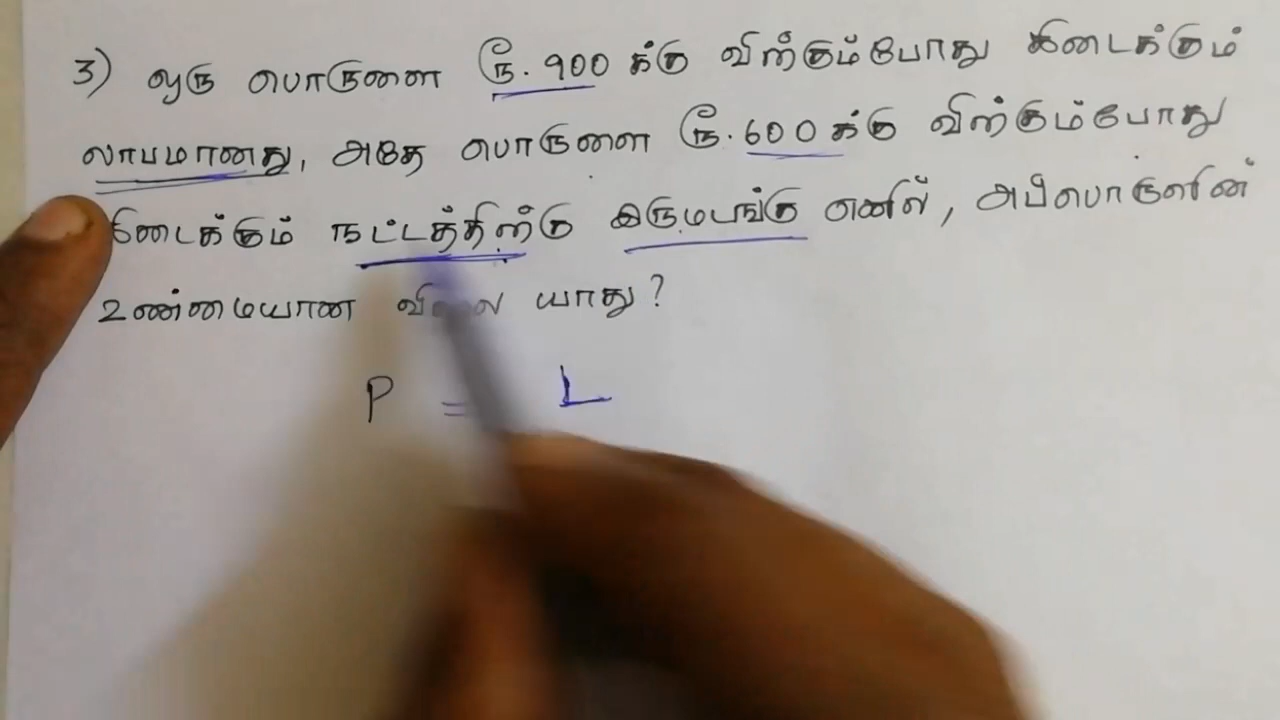 3) ஒரு பொருளை ரூ. 900 க்கு விற்கும்போது கிடைக்கும்
லாபமானது, அதே பொருளை ரூ. 600 க்கு விற்கும்போது
கிடைக்கும் நட்டத்திற்கு இருமடங்கு எனில், அப்பொருளின்
உண்மையான விலை யாது?
P = L